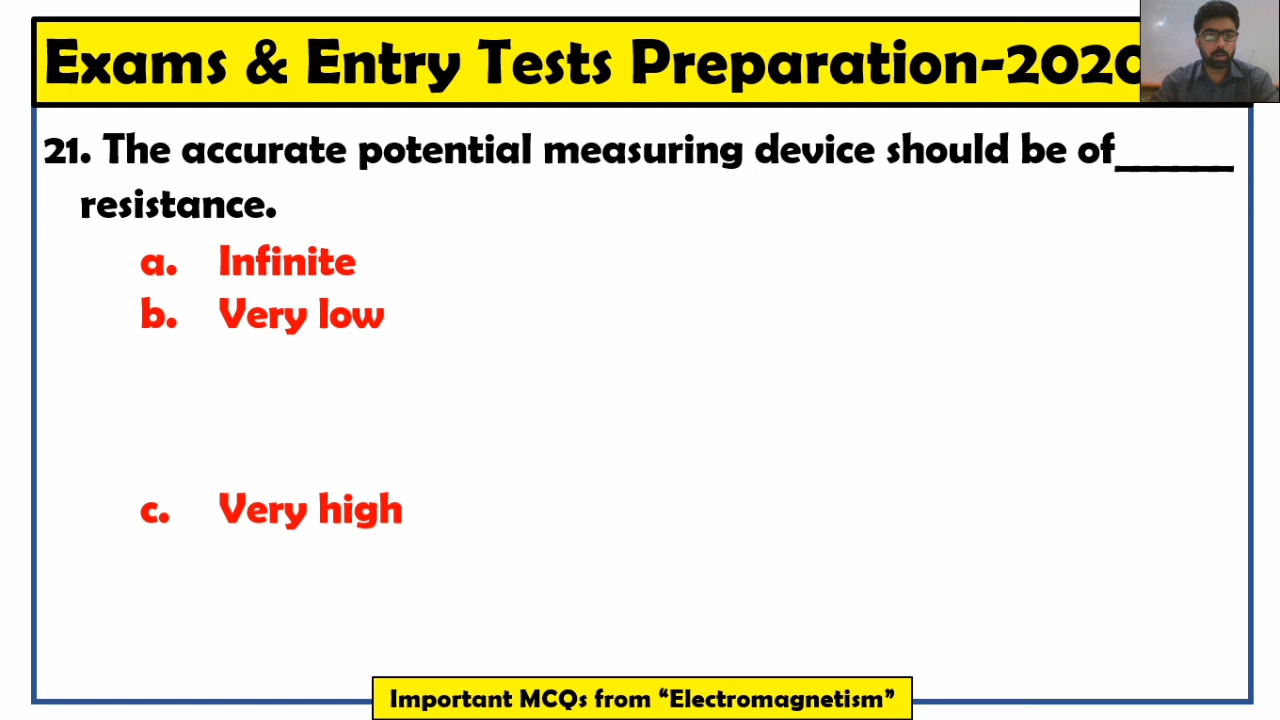 Exams & Entry Tests Preparation-2020
21. The accurate potential measuring device should be of______
resistance.
a. Infinite
b. Very low
c. Very high
Important MCQs from “Electromagnetism”